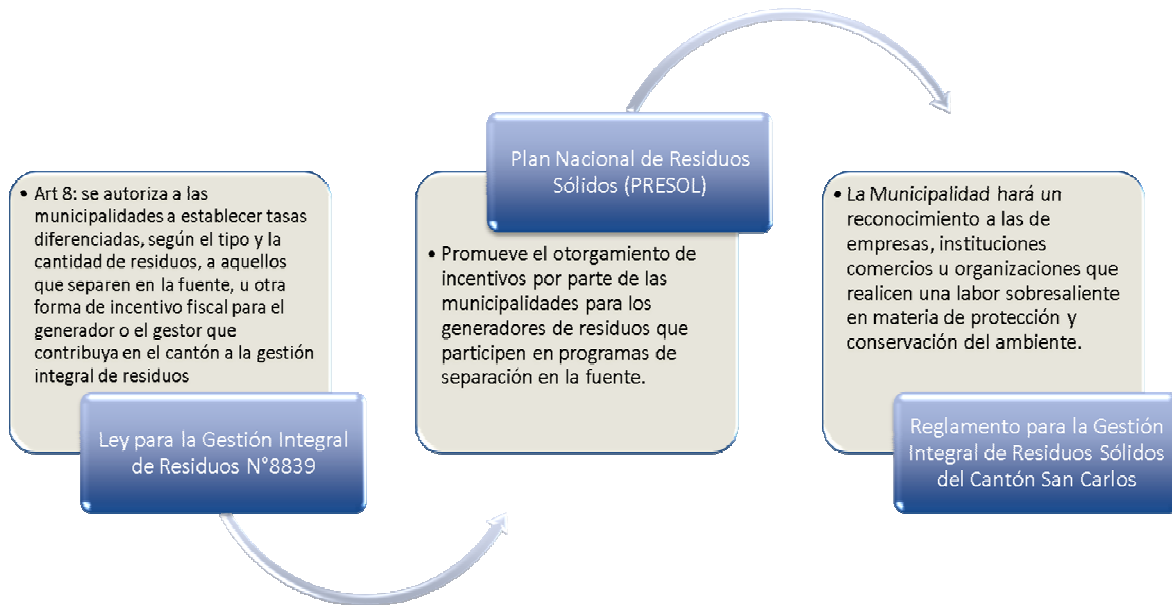 • Art 8: se autoriza a las
municipalidades a establecer tasas
diferenciadas, según el tipo y la
cantidad de residuos, a aquellos
que separen en la fuente, u otra
forma de incentivo fiscal para el
generador o el gestor que
contribuya en el cantón a la gestión
integral de residuos
Ley para la Gestión Integral
de Residuos N°8839
Plan Nacional de Residuos
Sólidos (PRESOL)
• Promueve el otorgamiento de
incentivos por parte de las
municipalidades para los
generadores de residuos que
participen en programas de
separación en la fuente.
• La Municipalidad hará un
reconocimiento a las de
empresas, instituciones
comercios u organizaciones que
realicen una labor sobresaliente
en materia de protección y
conservación del ambiente.
Reglamento para la Gestión
Integral de Residuos Sólidos
del Cantón San Carlos